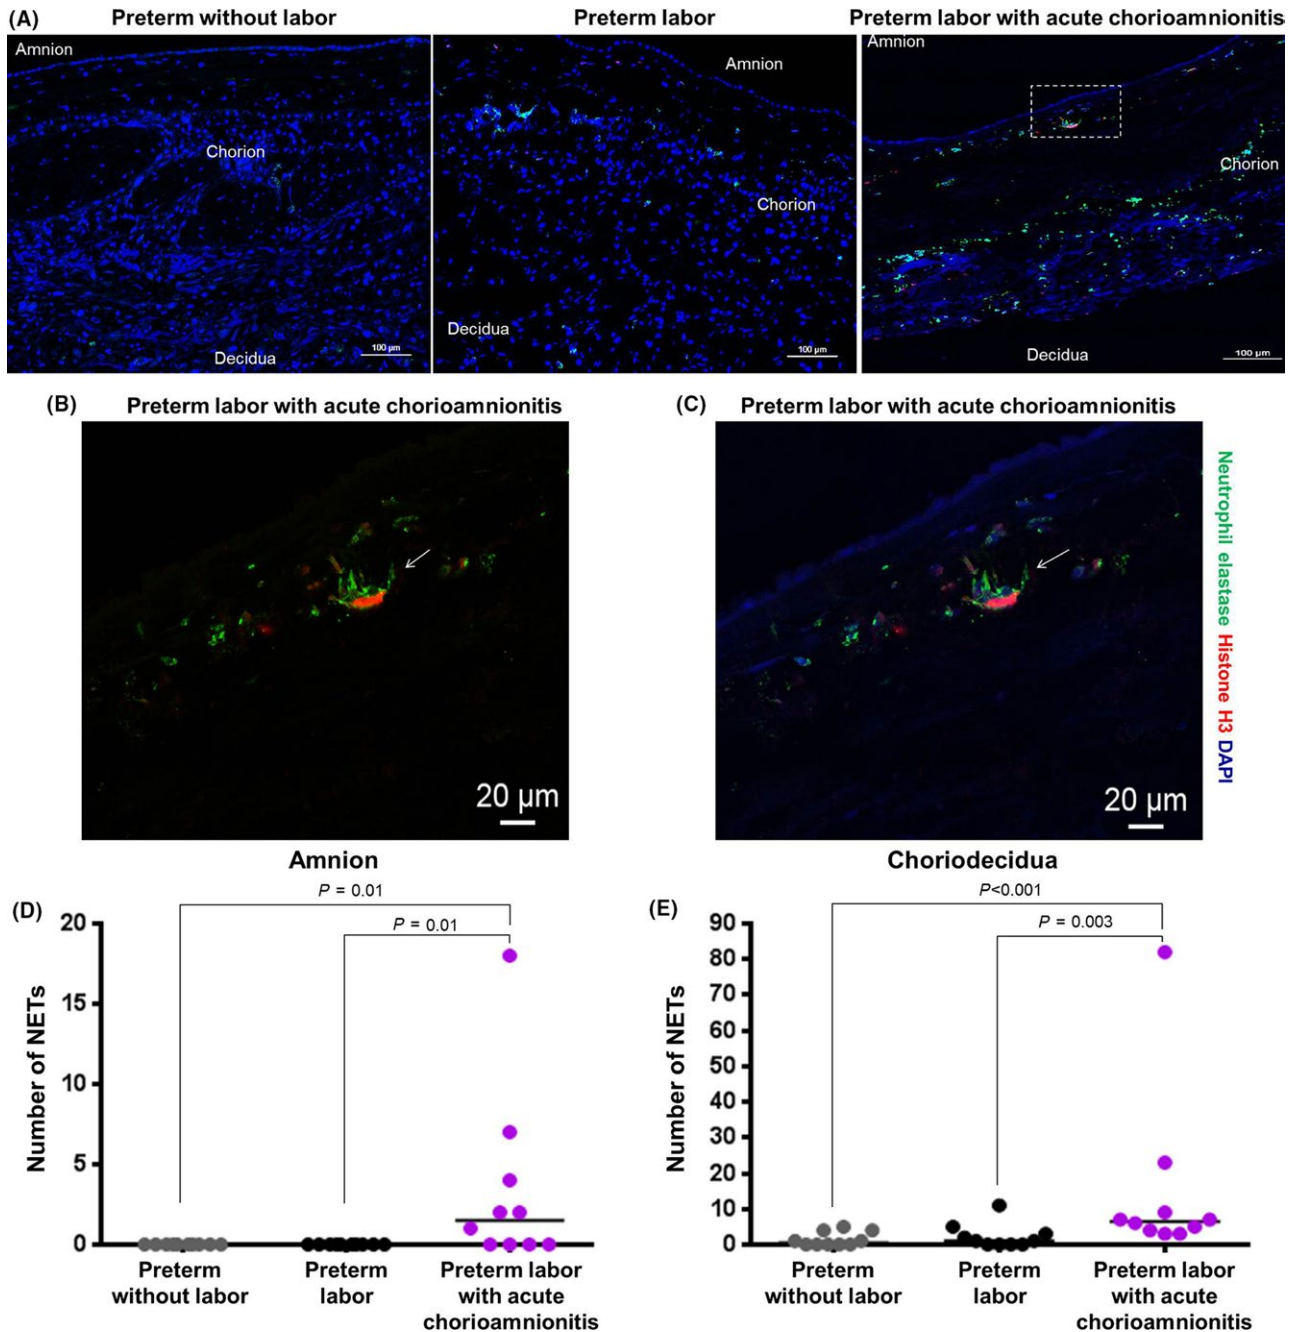 (A)
Preterm without labor
Preterm labor
Preterm labor with acute chorioamnionitis
Amnion
Chorion
Decidua
100 µm
Amnion
Chorion
Decidua
100 µm
Amnion
Chorion
Decidua
100 µm
(B)
Preterm labor with acute chorioamnionitis
20 µm
(C)
Preterm labor with acute chorioamnionitis
20 µm
Neutrophil elastase Histone H3 DAPI
(D)
Amnion
P = 0.01
P = 0.01
Number of NETs
20
15
10
5
0
Preterm
without labor
Preterm
labor
Preterm labor
with acute
chorioamnionitis
(E)
Choriodecidua
P<0.001
P = 0.003
Number of NETs
90
80
70
60
50
40
30
20
10
0
Preterm
without labor
Preterm
labor
Preterm labor
with acute
chorioamnionitis